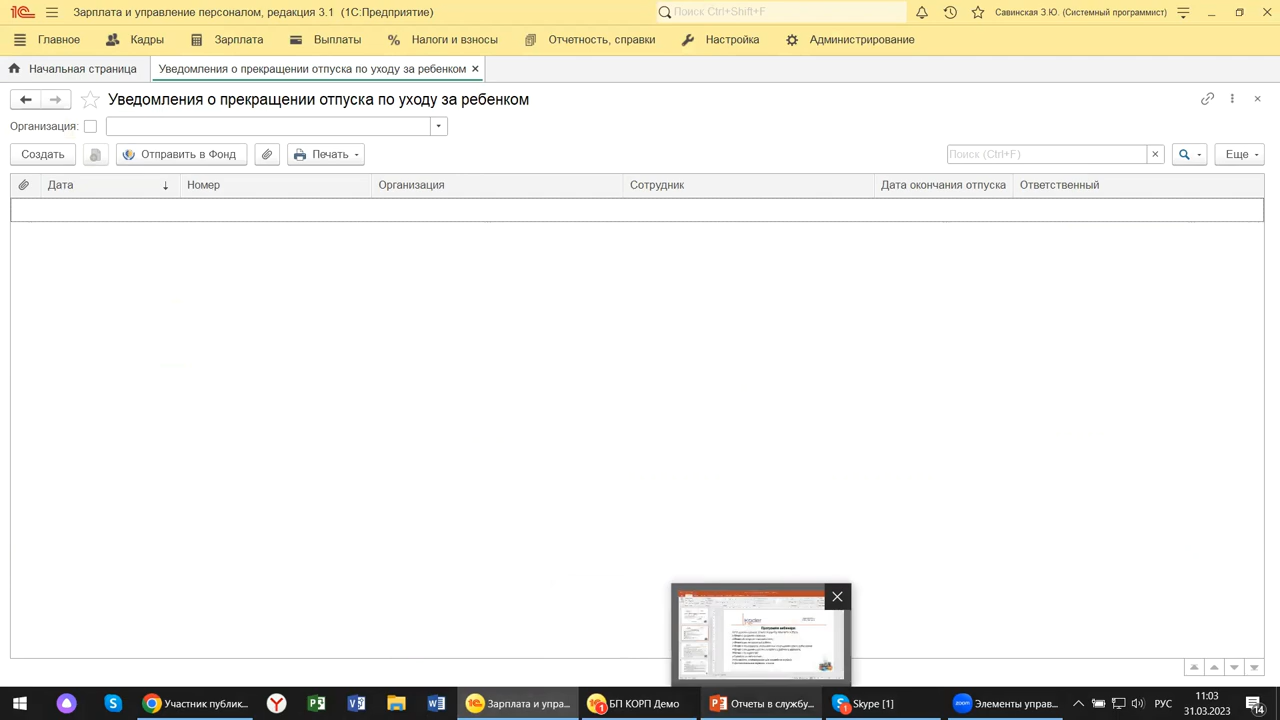 Зарплата и управление персоналом, редакция 3.1 (1С:Предприятие)
Поиск Ctrl+Shift+F
Савинская З.Ю. (Системный программист)
Главное
Кадры
Зарплата
Выплаты
Налоги и взносы
Отчетность, справки
Настройка
Администрирование
Начальная страница
Уведомления о прекращении отпуска по уходу за ребенком
Уведомления о прекращении отпуска по уходу за ребенком
Организация:
Создать
Отправить в Фонд
Печать
Поиск (Ctrl+F)
Еще
Дата
Номер
Организация
Сотрудник
Дата окончания отпуска
Ответственный
Программа вебинара:
Участник публик...
Зарплата и упра...
БП КОРП Демо
Отчеты в службу...
Skype [1]
Элементы управ...
РУС
11:03
31.03.2023